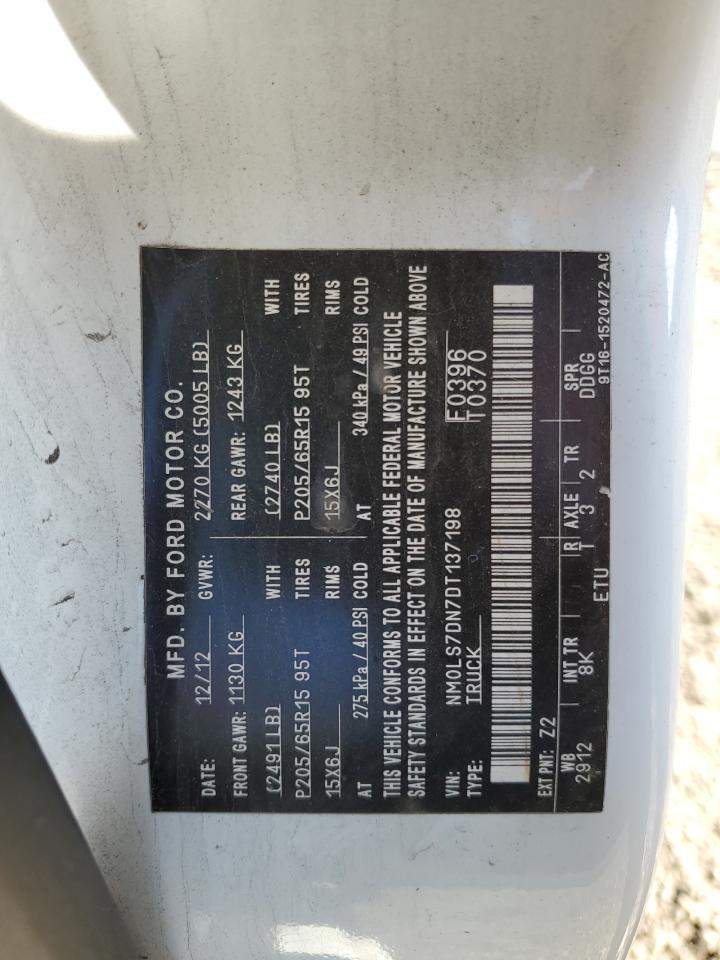 MFD. BY FORD MOTOR CO.
DATE: 12/12 GVWR: 2270 KG (5005 LB)
FRONT GAWR: 1130 KG REAR GAWR: 1243 KG
(2491LB) WITH (2740 LB) WITH
P205/65R15 95T TIRES P205/65R15 95T TIRES
15X6J RIMS 15X6J RIMS
AT 275 kPa / 40 PSI COLD AT 340 kPa / 49 PSI COLD
THIS VEHICLE CONFORMS TO ALL APPLICABLE FEDERAL MOTOR VEHICLE
SAFETY STANDARDS IN EFFECT ON THE DATE OF MANUFACTURE SHOWN ABOVE
VIN: NM0LS7DN7DT137198 F0396
TYPE: TRUCK T0370
EXT PNT: Z2
WB INT TR R AXLE TR SPR
2912 8K T 3 2 DDGG
ETU 9T16-1520472-AC